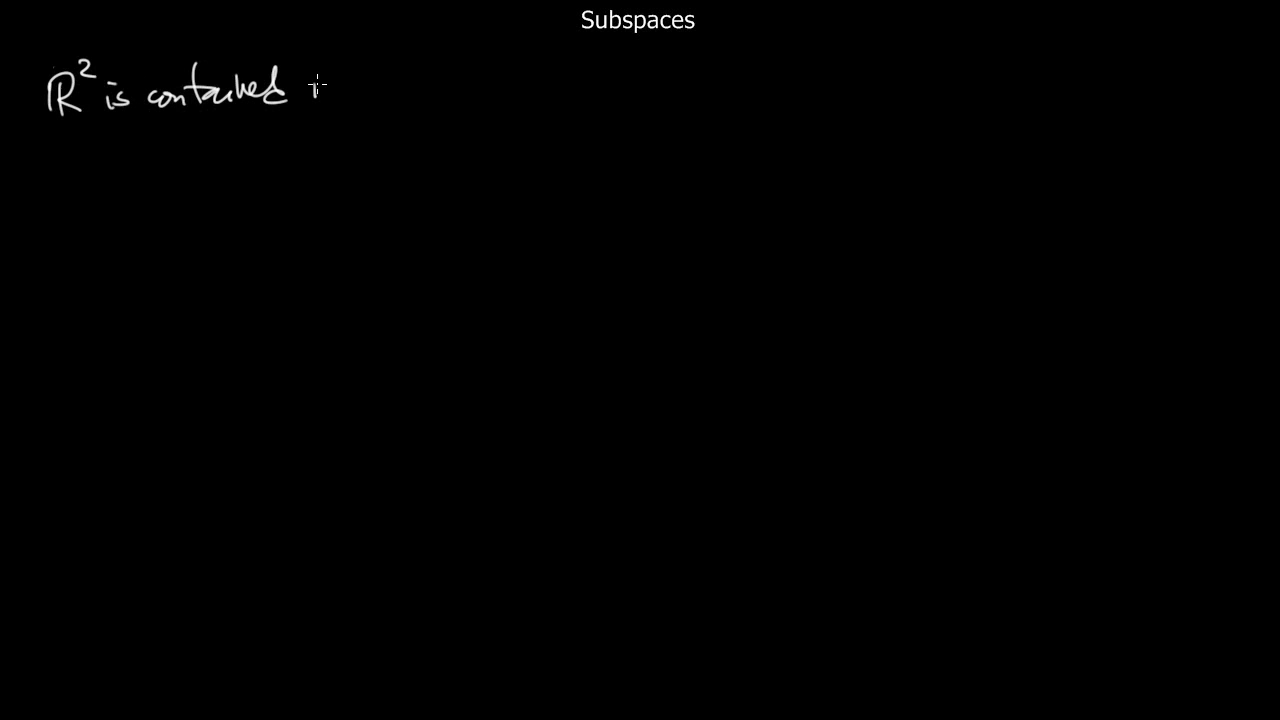 Subspaces
ℝ² is contained